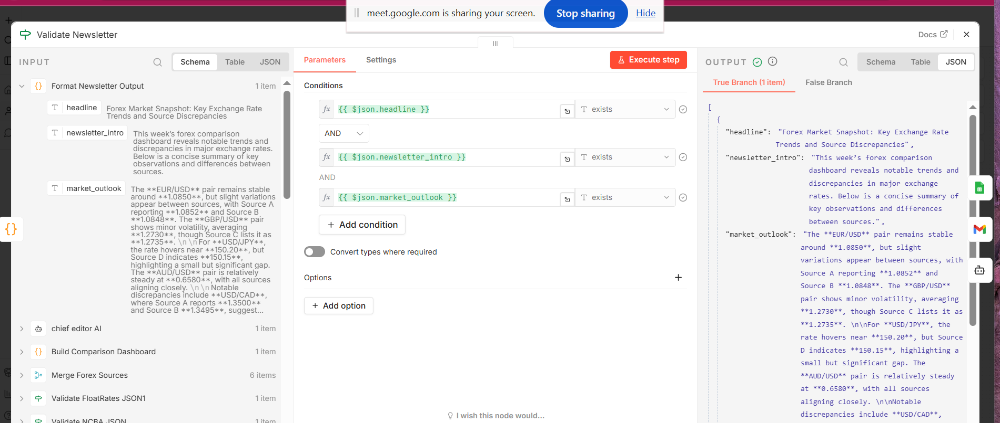 meet.google.com is sharing your screen.
Stop sharing
Hide
Validate Newsletter
Docs
INPUT
Schema
Table
JSON
Format Newsletter Output
1 item
T headline
Forex Market Snapshot: Key Exchange Rate
Trends and Source Discrepancies
T newsletter_intro
This week’s forex comparison
dashboard reveals notable trends and
discrepancies in major exchange rates.
Below is a concise summary of key
observations and differences between
sources.
T market_outlook
The **EUR/USD** pair remains stable
around **1.0850**, but slight variations
appear between sources, with Source A
reporting **1.0852** and Source B
**1.0848**. The **GBP/USD** pair
shows minor volatility, averaging
**1.2730**, though Source C lists it as
**1.2735**. \n\nFor **USD/JPY**,
the rate hovers near **150.20**, but
Source D indicates **150.15**,
highlighting a small but significant gap.
The **AUD/USD** pair is relatively
steady at **0.6580**, with all sources
aligning closely. \n\nNotable
discrepancies include **USD/CAD**,
where Source A reports **1.3500**
and Source B **1.3495**, suggest...
chief editor AI
1 item
Build Comparison Dashboard
1 item
Merge Forex Sources
6 items
Validate FloatRates JSON1
1 item
Validate NCBA JSON
1 item
Parameters
Settings
Execute step
Conditions
fx {{ $json.headline }}
T exists
AND
fx {{ $json.newsletter_intro }}
T exists
AND
fx {{ $json.market_outlook }}
T exists
+ Add condition
Convert types where required
Options
+
+ Add option
I wish this node would...
OUTPUT
Schema
Table
JSON
True Branch (1 item)
False Branch
[
{
"headline": "Forex Market Snapshot: Key Exchange Rate
Trends and Source Discrepancies",
"newsletter_intro": "This week’s forex comparison
dashboard reveals notable trends and
discrepancies in major exchange
rates. Below is a concise summary of
key observations and differences
between sources.",
"market_outlook": "The **EUR/USD** pair remains stable
around **1.0850**, but slight
variations appear between sources, with
Source A reporting **1.0852** and
Source B **1.0848**. The **GBP/USD**
pair shows minor volatility, averaging
**1.2730**, though Source C lists it as
**1.2735**. \n\nFor **USD/JPY**, the
rate hovers near **150.20**, but Source
D indicates **150.15**, highlighting a
small but significant gap. The
**AUD/USD** pair is relatively steady
at **0.6580**, with all sources
aligning closely. \n\nNotable
discrepancies include **USD/CAD**,